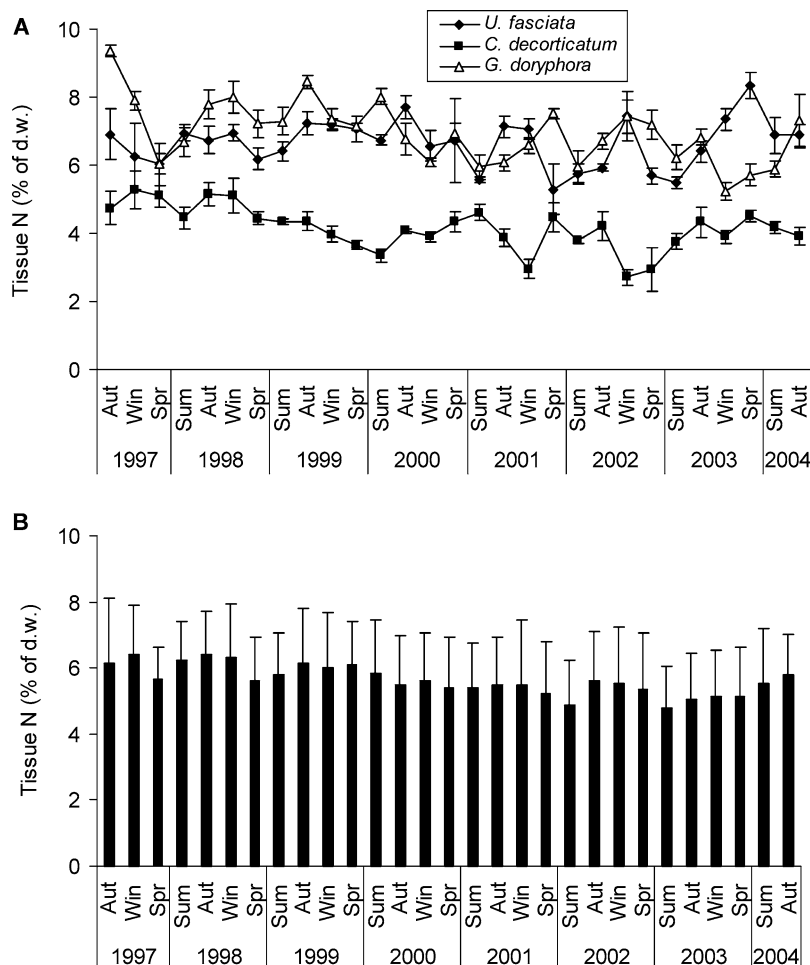 A
U. fasciata
C. decorticatum
G. doryphora
Tissue N (% of d.w.)
10
8
6
4
2
0
Aut Win Spr Sum Aut Win Spr Sum Aut Win Spr Sum Aut Win Spr Sum Aut Win Spr Sum Aut Win Spr Sum Aut Win Spr Sum Aut
1997 1998 1999 2000 2001 2002 2003 2004
B
Tissue N (% of d.w.)
10
8
6
4
2
0
Aut Win Spr Sum Aut Win Spr Sum Aut Win Spr Sum Aut Win Spr Sum Aut Win Spr Sum Aut Win Spr Sum Aut Win Spr Sum Aut
1997 1998 1999 2000 2001 2002 2003 2004